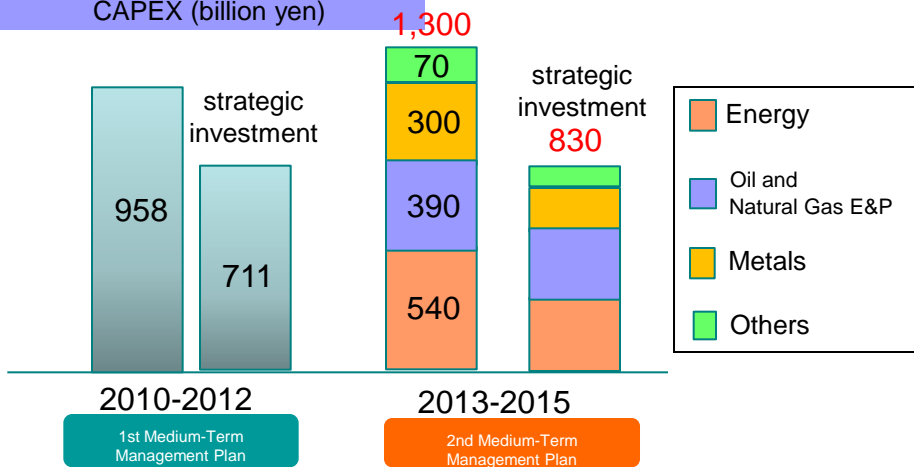 CAPEX (billion yen)
1,300
70
300
390
540
strategic
investment
958
711
strategic
investment
830
Energy
Oil and
Natural Gas E&P
Metals
Others
2010-2012
2013-2015
1st Medium-Term
Management Plan
2nd Medium-Term
Management Plan